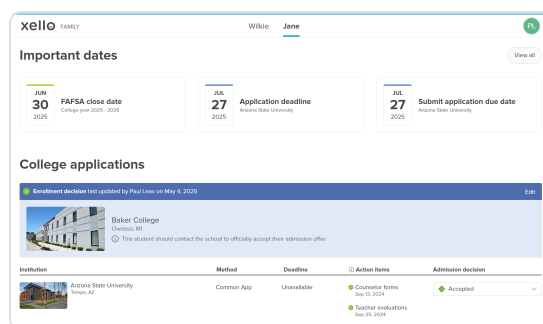 xello FAMILY
Wilkie Jane
PL
Important dates
View all
JUN
30
2025
FAFSA close date
College year 2025 - 2026
JUL
27
2025
Application deadline
Arizona State University
JUL
27
2025
Submit application due date
Arizona State University
College applications
Enrollment decision last updated by Paul Leaw on May 4, 2025
Edit
Baker College
Owosso, MI
This student should contact the school to officially accept their admission offer.
Institution Method Deadline Action items Admission decision
Arizona State University
Tempe, AZ
Common App
Unavailable
Counselor forms
Sep 13, 2024
Teacher evaluations
Sep 25, 2024
Accepted